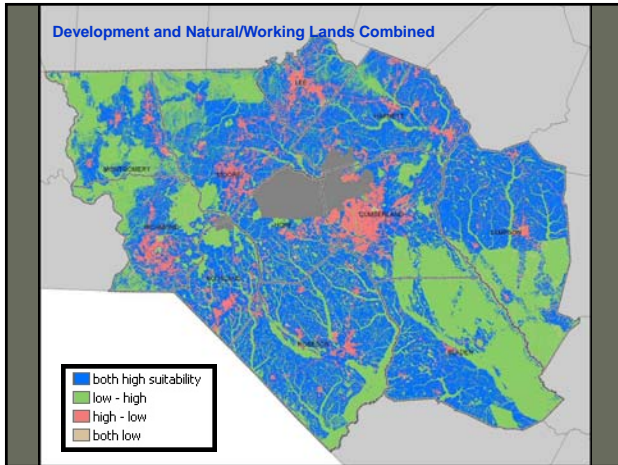 Development and Natural/Working Lands Combined
LEE
HARNETT
MONTGOMERY
MOORE
CUMBERLAND
HOKE
SAMPSON
RICHMOND
SCOTLAND
ROBESON
BLADEN
both high suitability
low - high
high - low
both low